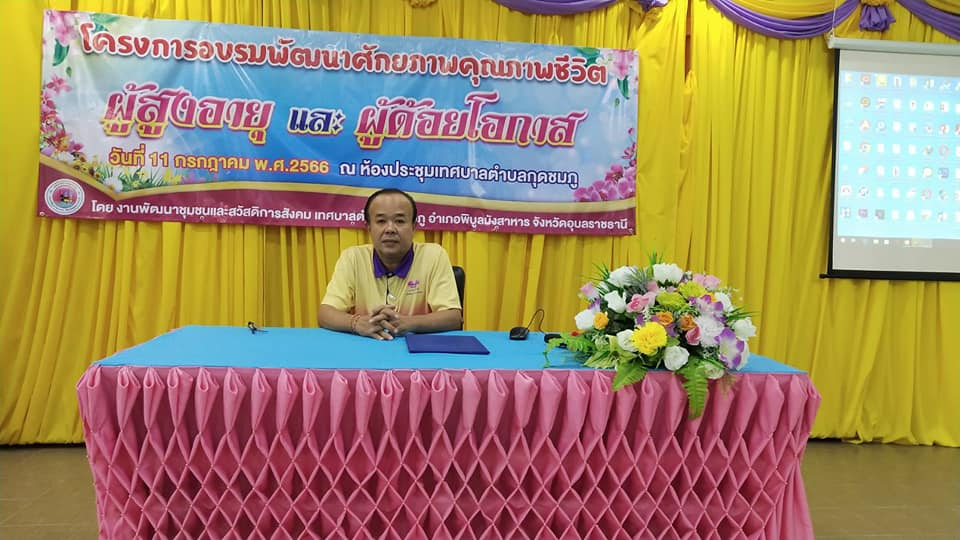 โครงการอบรมพัฒนาศักยภาพคุณภาพชีวิต
ผู้สูงอายุ และ ผู้ด้อยโอกาส
วันที่ 11 กรกฎาคม พ.ศ.2566 ณ ห้องประชุมเทศบาลตำบลกุดชมภู
โดย งานพัฒนาชุมชนและสวัสดิการสังคม เทศบาลตำ ภู อำเภอพิบูลมังสาหาร จังหวัดอุบลราชธานี